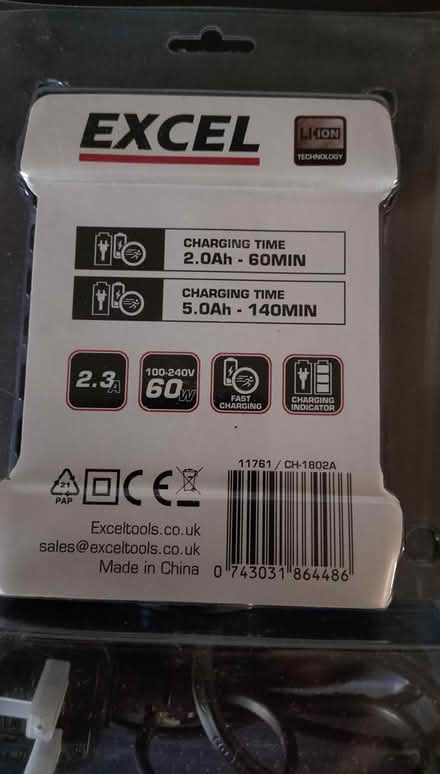 EXCEL
LI-ION
TECHNOLOGY
CHARGING TIME
2.0Ah - 60MIN
CHARGING TIME
5.0Ah - 140MIN
2.3A
100-240V
60W
FAST
CHARGING
CHARGING
INDICATOR
11761 / CH-1802A
21
PAP
CE
Exceltools.co.uk
sales@exceltools.co.uk
Made in China
0 743031 864486